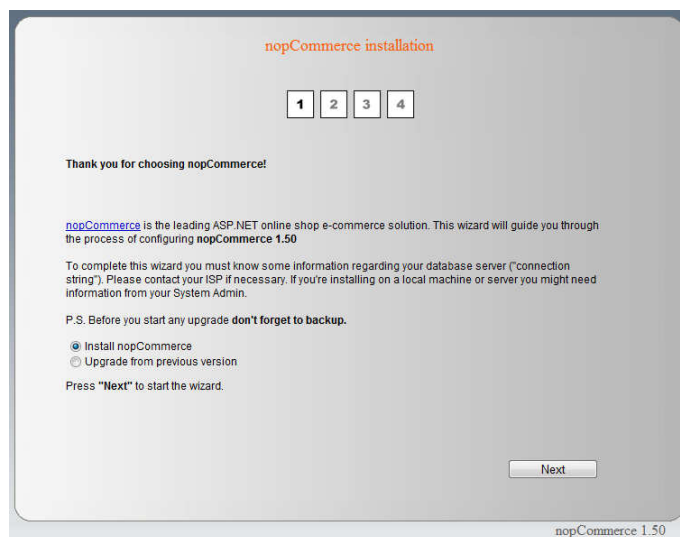 nopCommerce installation
1 2 3 4
Thank you for choosing nopCommerce!
nopCommerce is the leading ASP.NET online shop e-commerce solution. This wizard will guide you through
the process of configuring nopCommerce 1.50
To complete this wizard you must know some information regarding your database server ("connection
string"). Please contact your ISP if necessary. If you're installing on a local machine or server you might need
information from your System Admin.
P.S. Before you start any upgrade don't forget to backup.
Install nopCommerce
Upgrade from previous version
Press "Next" to start the wizard.
Next
nopCommerce 1.50